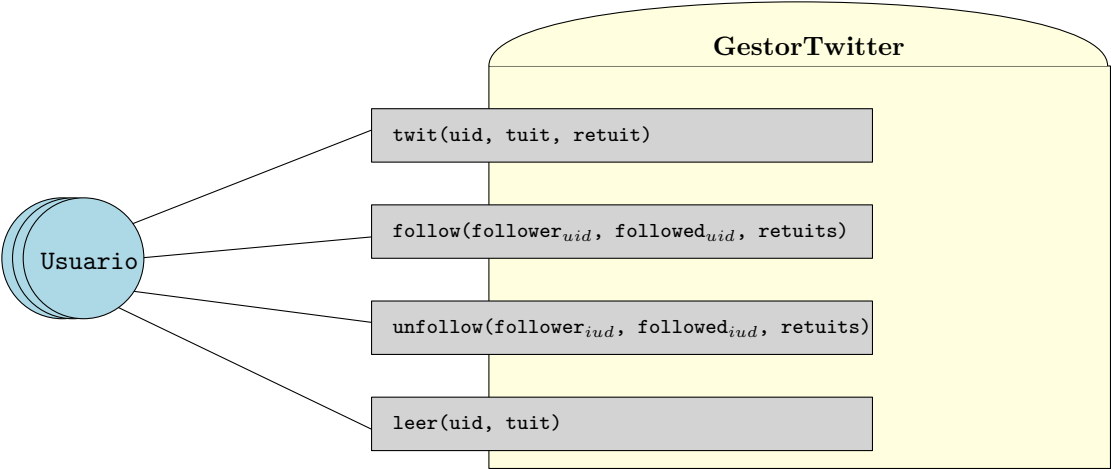 GestorTwitter
twit(uid, tuit, retuit)
follow(follower_uid, followed_uid, retuits)
Usuario
unfollow(follower_iud, followed_iud, retuits)
leer(uid, tuit)